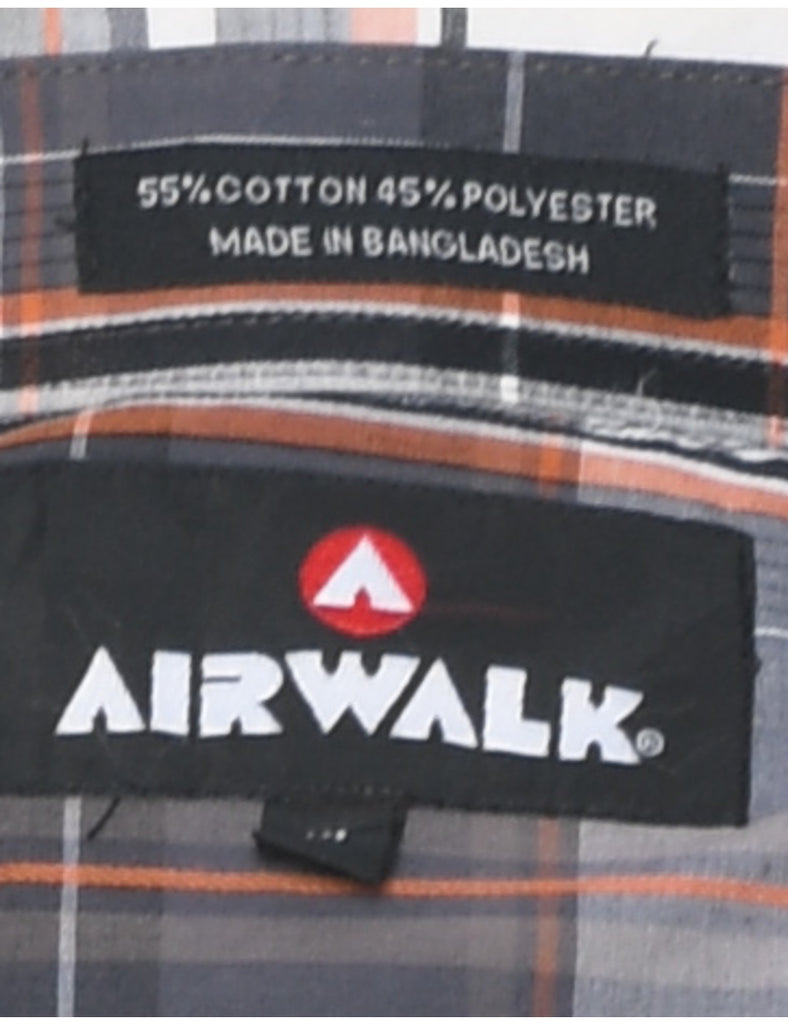 55% COTTON 45% POLYESTER
MADE IN BANGLADESH
AIRWALK®